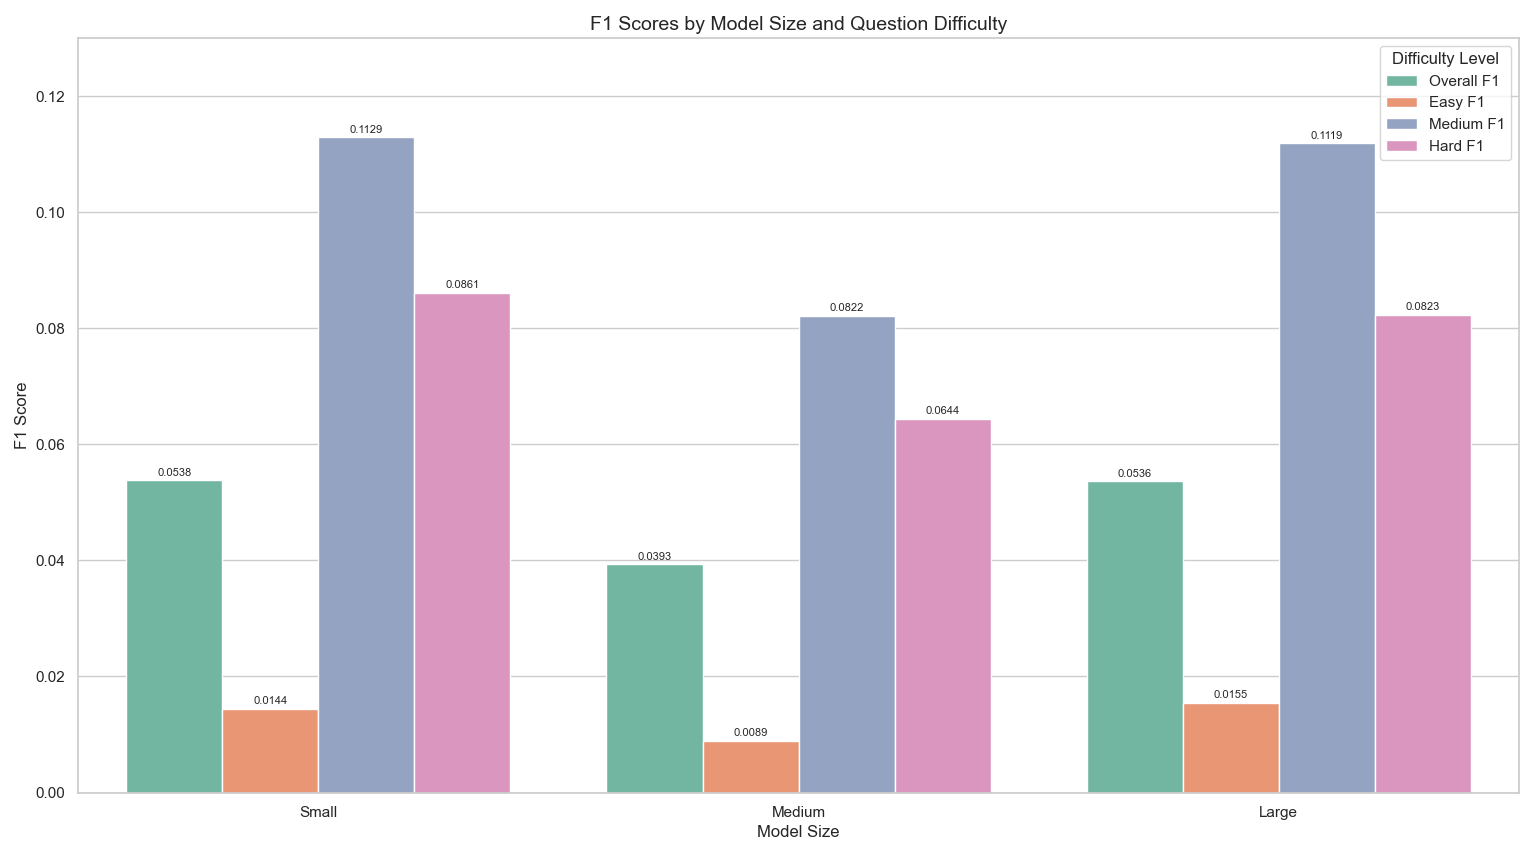 F1 Scores by Model Size and Question Difficulty
Difficulty Level
Overall F1
Easy F1
Medium F1
Hard F1
F1 Score
0.12
0.10
0.08
0.06
0.04
0.02
0.00
0.0538
0.0144
0.1129
0.0861
0.0393
0.0089
0.0822
0.0644
0.0536
0.0155
0.1119
0.0823
Small
Medium
Large
Model Size